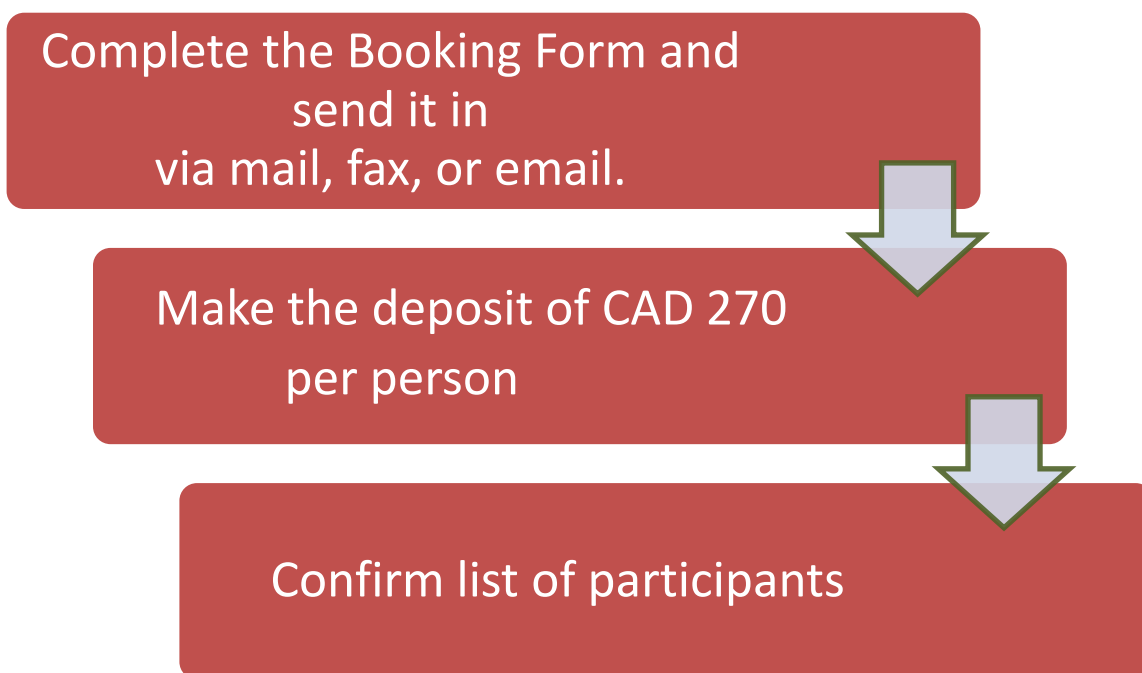 Complete the Booking Form and
send it in
via mail, fax, or email.
Make the deposit of CAD 270
per person
Confirm list of participants